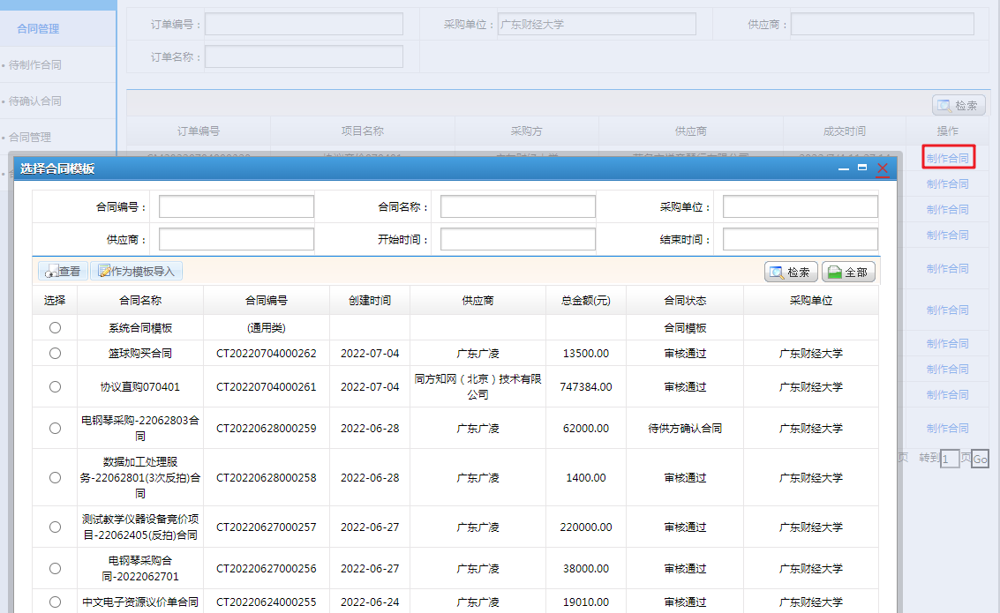 合同管理
• 待制作合同
• 待确认合同
• 合同管理
订单编号： 采购单位： 广东财经大学 供应商：
订单名称：
检索
订单编号 项目名称 采购方 供应商 成交时间 操作
制作合同
制作合同
制作合同
制作合同
制作合同
制作合同
制作合同
制作合同
制作合同
制作合同
页 转到 1 页 Go
选择合同模板
合同编号： 合同名称： 采购单位：
供应商： 开始时间： 结束时间：
查看 作为模板导入 检索 全部
选择 合同名称 合同编号 创建时间 供应商 总金额(元) 合同状态 采购单位
系统合同模板 (通用类) 合同模板
篮球购买合同 CT20220704000262 2022-07-04 广东广凌 13500.00 审核通过 广东财经大学
协议直购070401 CT20220704000261 2022-07-04 同方知网（北京）技术有限
公司 747384.00 审核通过 广东财经大学
电钢琴采购-22062803合
同 CT20220628000259 2022-06-28 广东广凌 62000.00 待供方确认合同 广东财经大学
数据加工处理服
务-22062801(3次反拍)合
同 CT20220628000258 2022-06-28 广东广凌 1400.00 审核通过 广东财经大学
测试教学仪器设备竞价项
目-22062405(反拍)合同 CT20220627000257 2022-06-27 广东广凌 220000.00 审核通过 广东财经大学
电钢琴采购合
同-2022062701 CT20220627000256 2022-06-27 广东广凌 38000.00 审核通过 广东财经大学
中文电子资源议价单合同 CT20220624000255 2022-06-24 广东广凌 19010.00 审核通过 广东财经大学